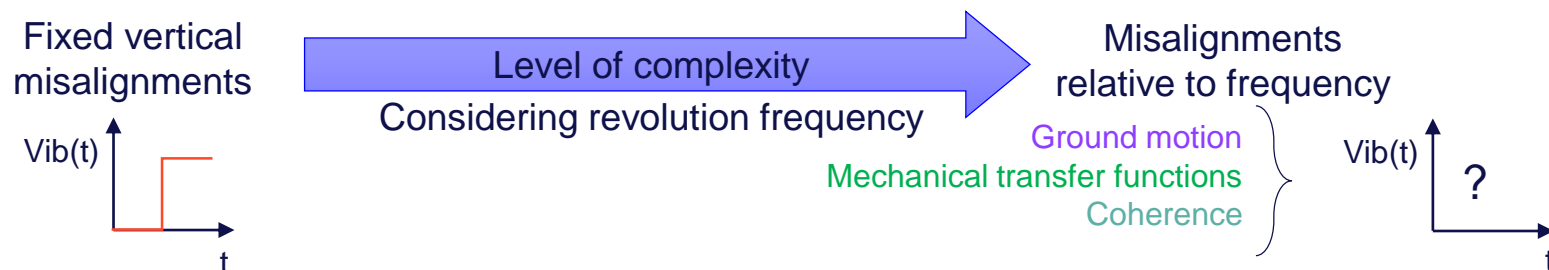 Fixed vertical
misalignments
Vib(t)
t
Level of complexity
Considering revolution frequency
Misalignments
relative to frequency
Ground motion
Mechanical transfer functions
Coherence
Vib(t)
?
t